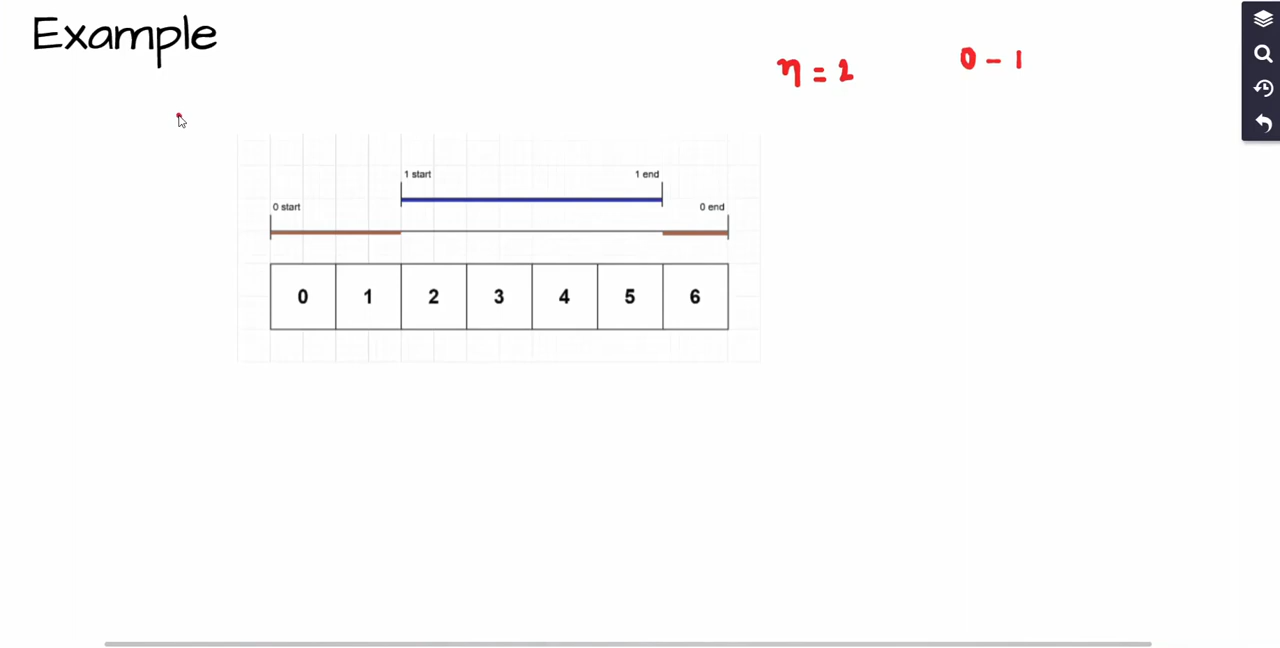 Example
n = 2
0 - 1
1 start 1 end
0 start 0 end
0 1 2 3 4 5 6